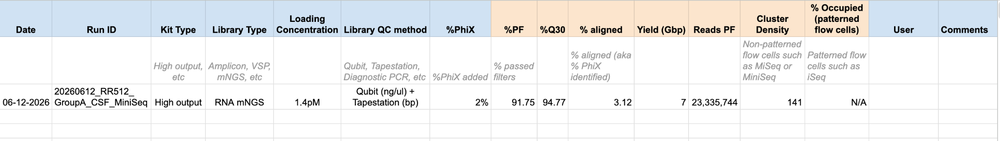 Date Run ID Kit Type Library Type Loading Concentration Library QC method %PhiX %PF %Q30 % aligned Yield (Gbp) Reads PF Cluster Density % Occupied (patterned flow cells) User Comments
High output, etc Amplicon, VSP, mNGS, etc Qubit, Tapestation, Diagnostic PCR, etc %PhiX added % passed filters % aligned (aka % PhiX identified) Non-patterned flow cells such as MiSeq or MiniSeq Patterned flow cells such as iSeq
06-12-2026 20260612_RR512_GroupA_CSF_MiniSeq High output RNA mNGS 1.4pM Qubit (ng/ul) + Tapestation (bp) 2% 91.75 94.77 3.12 7 23,335,744 141 N/A